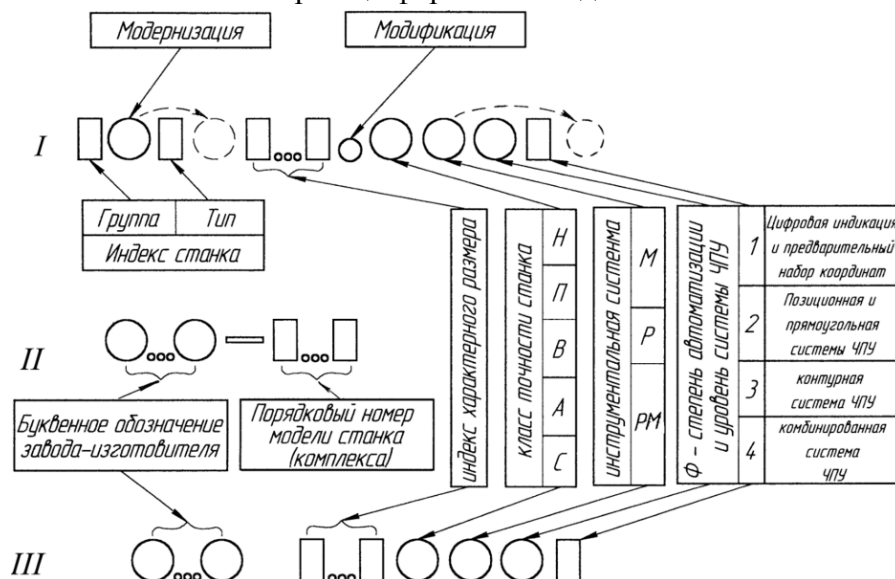 Модернизация
Модификация
I
Группа
Тип
Индекс станка
индекс характерного размера
класс точности станка
Н
П
В
А
С
инструментальная систенма
М
Р
РМ
Ф - степень автоматизации
и уровень системы ЧПУ
1
Цифровая индикация
и предварительный
набор координат
2
Позиционная и
прямоугольная
системы ЧПУ
3
контурная
система ЧПУ
4
комбинированная
система
ЧПУ
II
Буквенное обозначение
завода-изготовителя
Порядковый номер
модели станка
(комплекса)
III